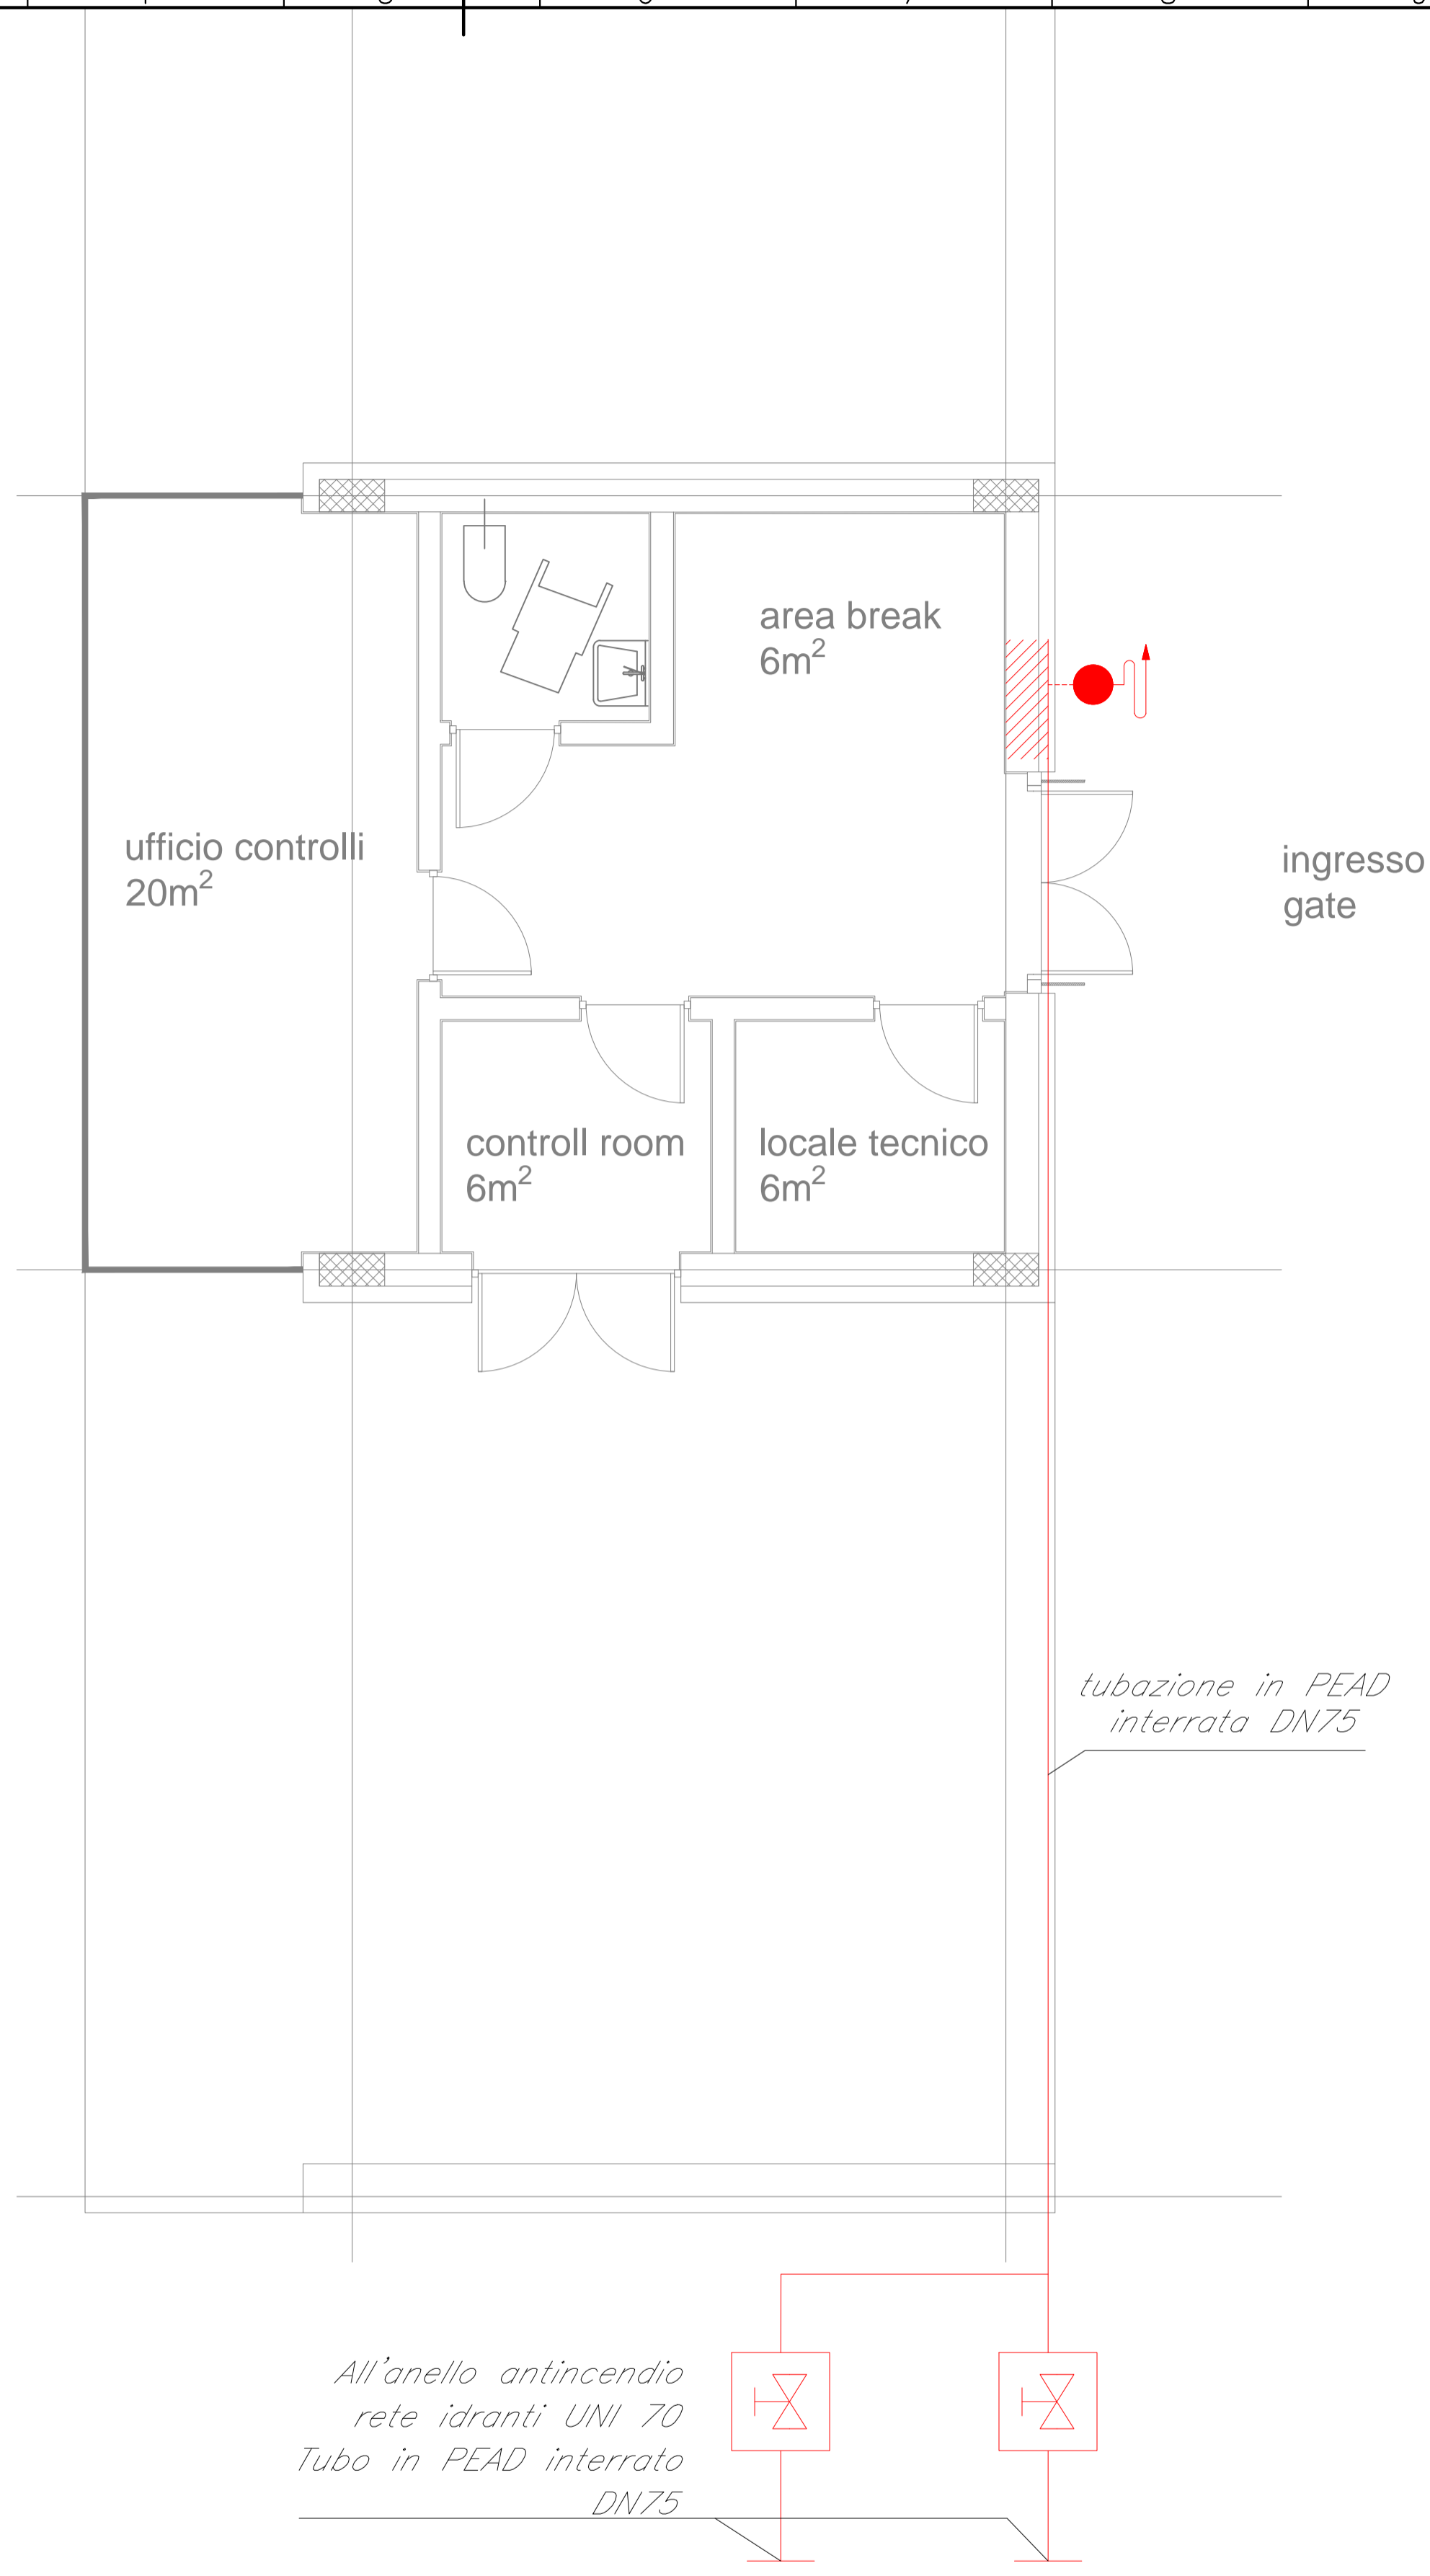 area break
6m²
ufficio controlli
20m²
ingresso
gate
controll room
6m²
locale tecnico
6m²
tubazione in PEAD
interrata DN75
All'anello antincendio
rete idranti UNI 70
Tubo in PEAD interrato
DN75